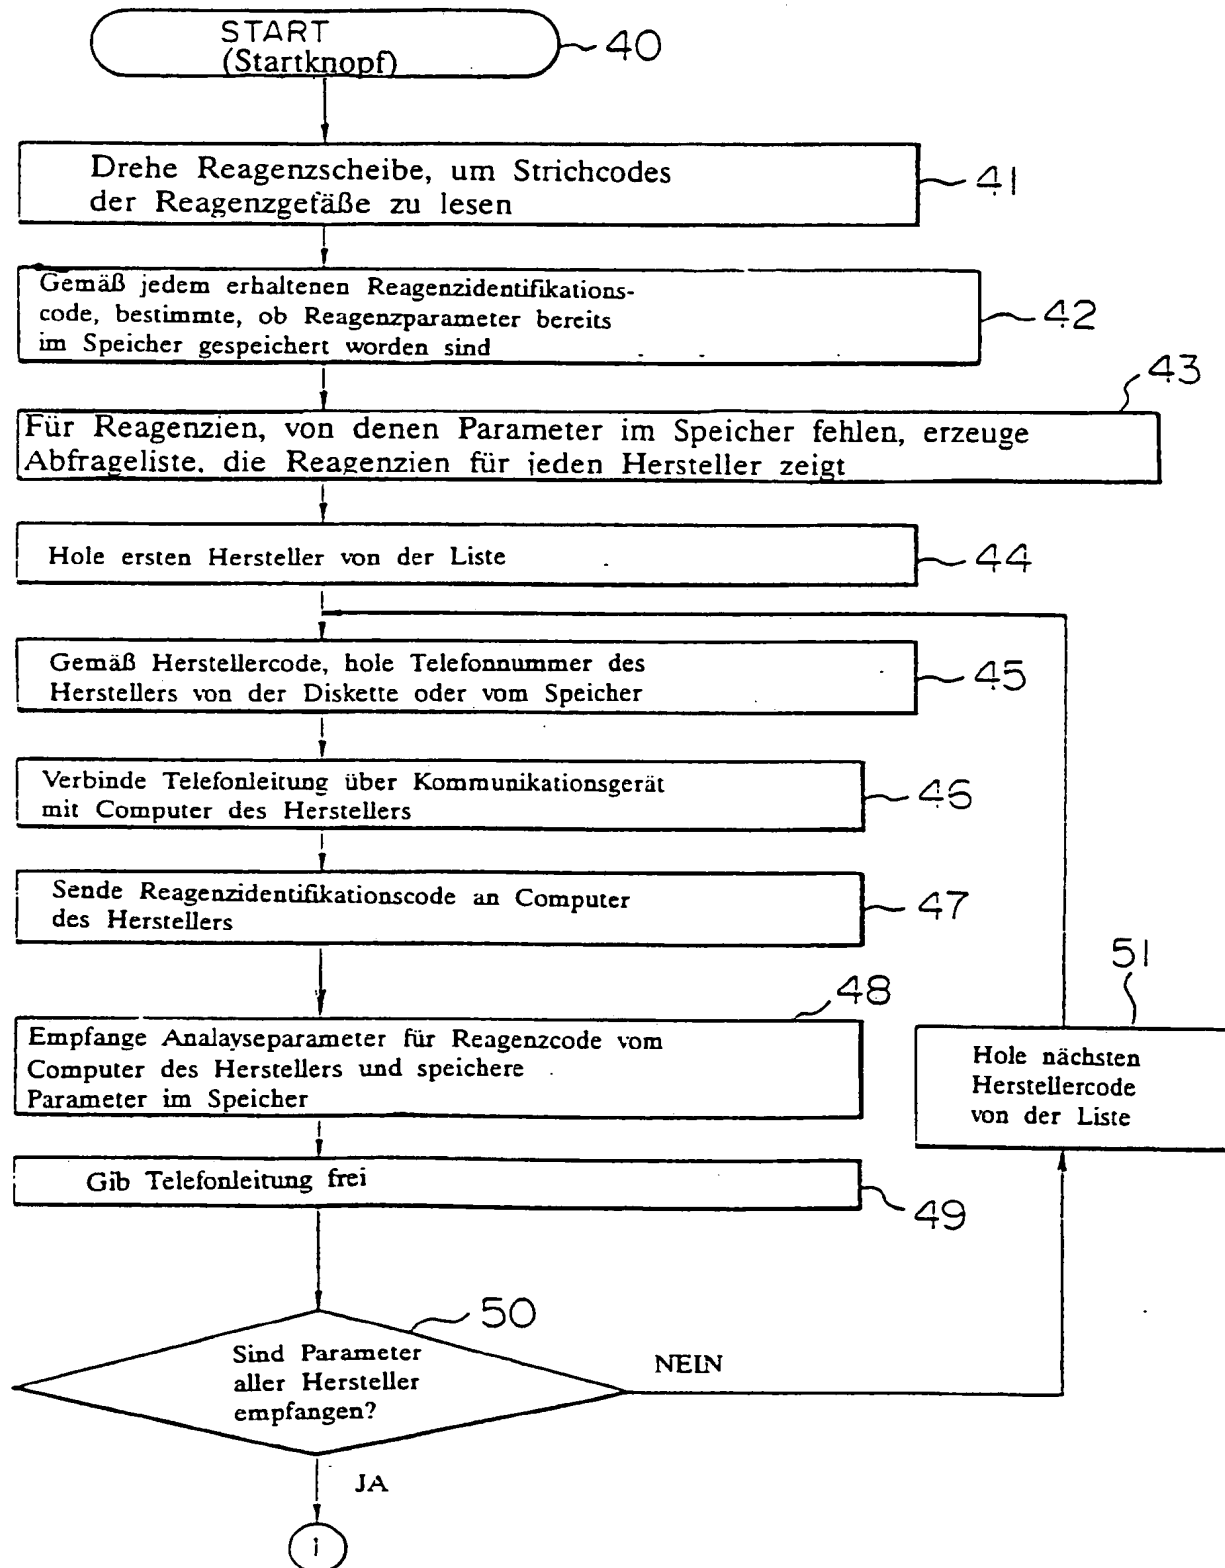 START
(Startknopf)
40
Drehe Reagenzscheibe, um Strichcodes
der Reagenzgefäße zu lesen
41
Gemäß jedem erhaltenen Reagenzidentifikations-
code, bestimmte, ob Reagenzparameter bereits
im Speicher gespeichert worden sind
42
43
Für Reagenzien, von denen Parameter im Speicher fehlen, erzeuge
Abfrageliste, die Reagenzien für jeden Hersteller zeigt
Hole ersten Hersteller von der Liste
44
Gemäß Herstellercode, hole Telefonnummer des
Herstellers von der Diskette oder vom Speicher
45
Verbinde Telefonleitung über Kommunikationsgerät
mit Computer des Herstellers
46
Sende Reagenzidentifikationscode an Computer
des Herstellers
47
48
Empfange Analayseparameter für Reagenzcode vom
Computer des Herstellers und speichere
Parameter im Speicher
51
Hole nächsten
Herstellercode
von der Liste
Gib Telefonleitung frei
49
50
Sind Parameter
aller Hersteller
empfangen?
NEIN
JA
i